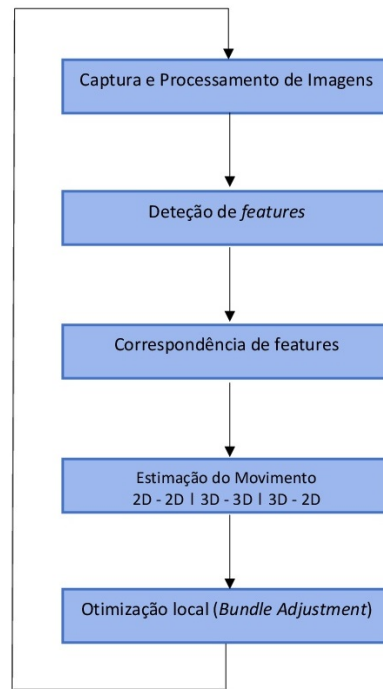 Captura e Processamento de Imagens
Deteção de features
Correspondência de features
Estimação do Movimento
2D - 2D | 3D - 3D | 3D - 2D
Otimização local (Bundle Adjustment)